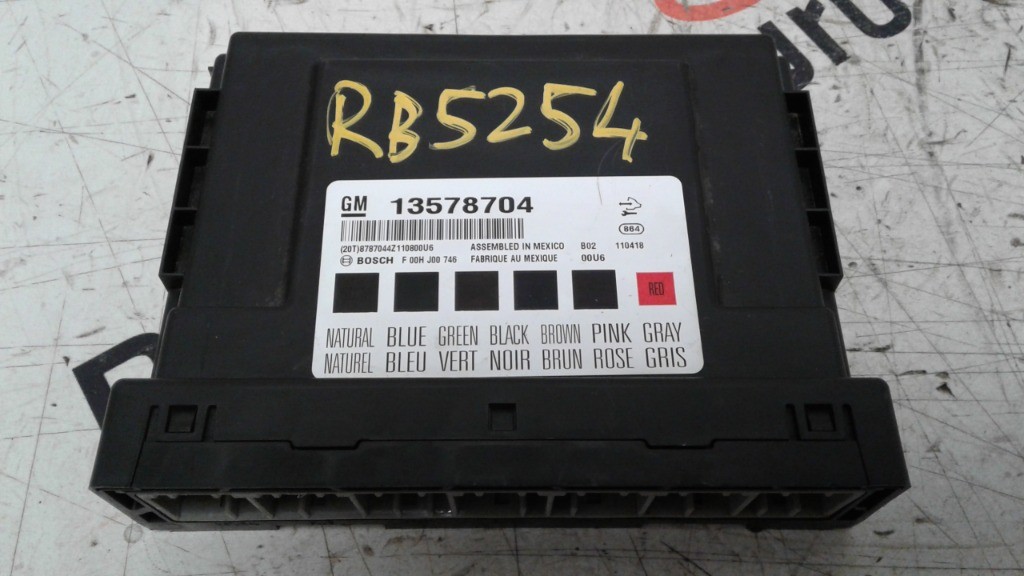 RB5254
GM 13578704
864
(20T)8787044Z110800U6 ASSEMBLED IN MEXICO B02 110418
BOSCH F 00H J00 746 FABRIQUE AU MEXIQUE 00U6
RED
NATURAL BLUE GREEN BLACK BROWN PINK GRAY
NATUREL BLEU VERT NOIR BRUN ROSE GRIS